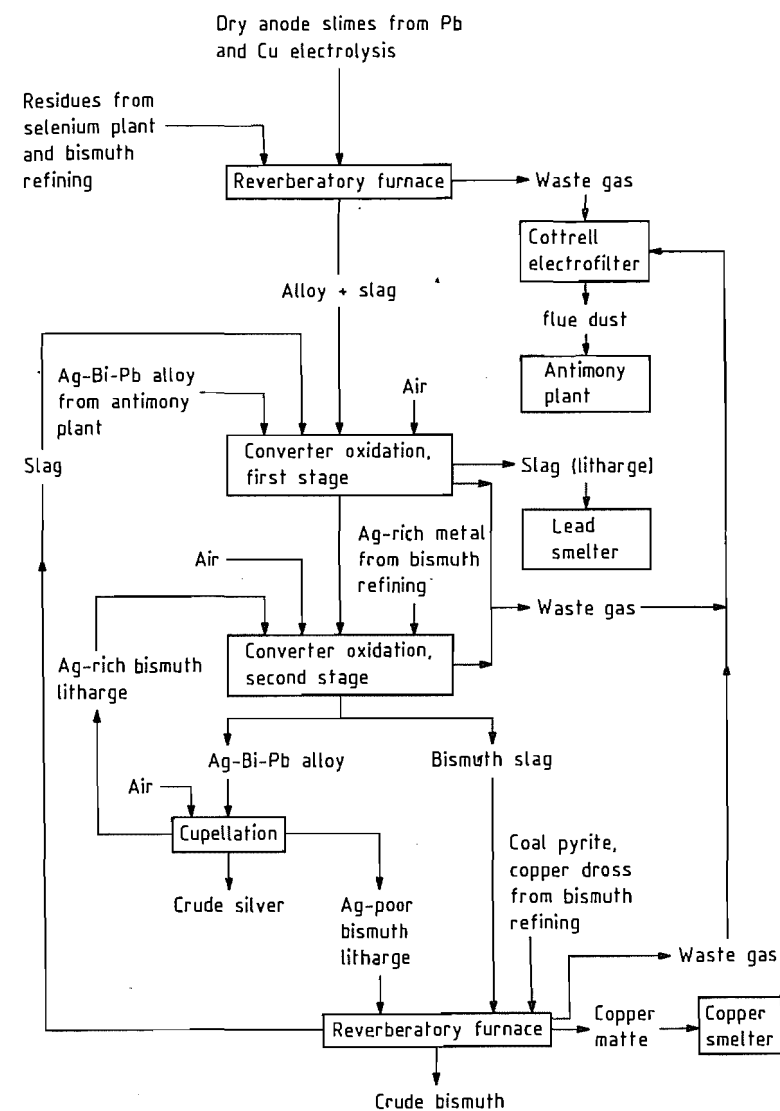 Dry anode slimes from Pb
and Cu electrolysis
Residues from
selenium plant
and bismuth
refining
Reverberatory furnace
Waste gas
Cottrell
electrofilter
flue dust
Antimony
plant
Alloy + slag
Ag-Bi-Pb alloy
from antimony
plant
Air
Slag
Converter oxidation,
first stage
Slag (litharge)
Lead
smelter
Ag-rich metal
from bismuth
refining
Air
Waste gas
Converter oxidation,
second stage
Ag-rich bismuth
litharge
Ag-Bi-Pb alloy
Bismuth slag
Air
Cupellation
Crude silver
Ag-poor
bismuth
litharge
Coal pyrite,
copper dross
from bismuth
refining
Waste gas
Reverberatory furnace
Copper
matte
Copper
smelter
Crude bismuth